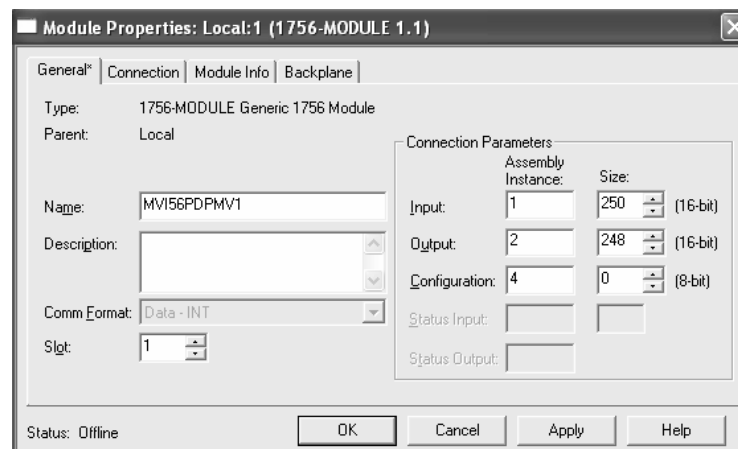 Module Properties: Local:1 (1756-MODULE 1.1)
General* Connection Module Info Backplane
Type: 1756-MODULE Generic 1756 Module
Parent: Local
Connection Parameters
Assembly Instance: Size:
Name: MVI56PDPMV1
Input: 1 250 (16-bit)
Description:
Output: 2 248 (16-bit)
Configuration: 4 0 (8-bit)
Comm Format: Data - INT
Status Input:
Slot: 1
Status Output:
Status: Offline
OK Cancel Apply Help